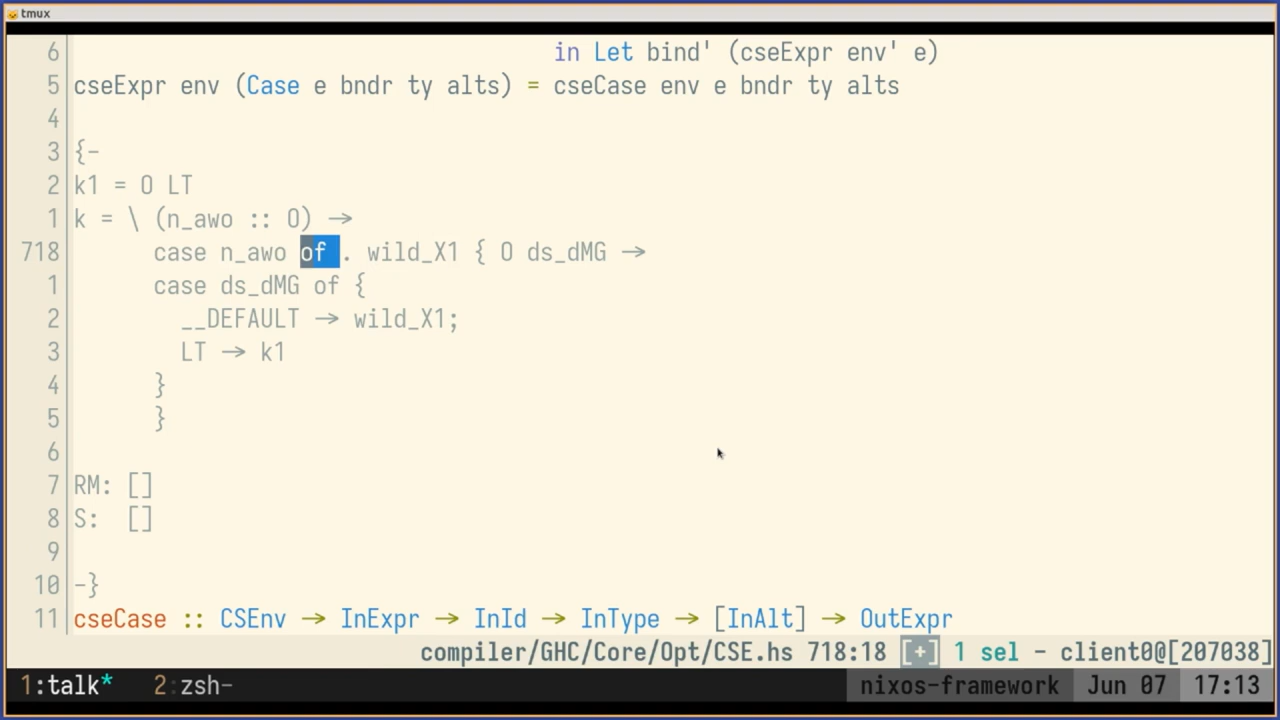 tmux
6 in Let bind' (cseExpr env' e)
5 cseExpr env (Case e bndr ty alts) = cseCase env e bndr ty alts
4
3 {-
2 k1 = O LT
1 k = \ (n_awo :: O) →
718 case n_awo of . wild_X1 { O ds_dMG →
1 case ds_dMG of {
2 __DEFAULT → wild_X1;
3 LT → k1
4 }
5 }
6
7 RM: []
8 S: []
9
10 -}
11 cseCase :: CSEnv → InExpr → InId → InType → [InAlt] → OutExpr
compiler/GHC/Core/Opt/CSE.hs 718:18 [+] 1 sel - client0@[207038]
1:talk* 2:zsh- nixos-framework Jun 07 17:13